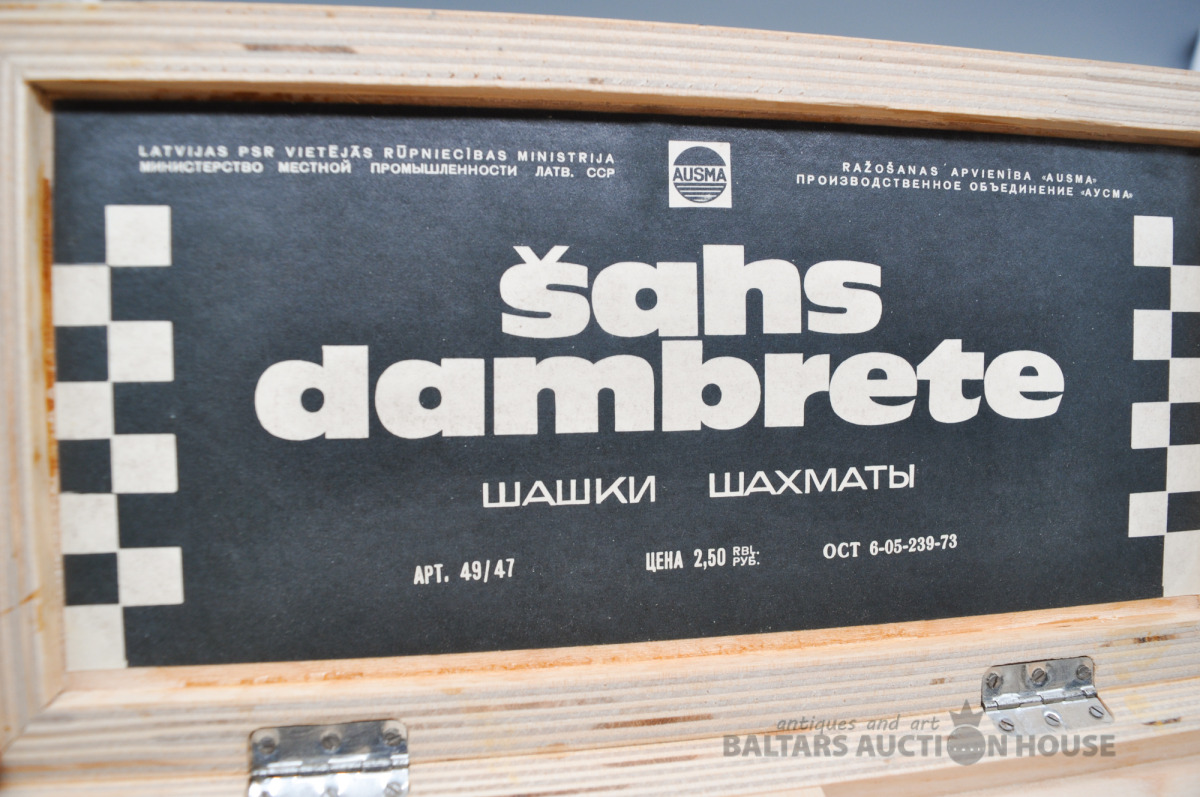 LATVIJAS PSR VIETĒJĀS RŪPNIECĪBAS MINISTRIJA
МИНИСТЕРСТВО МЕСТНОЙ ПРОМЫШЛЕННОСТИ ЛАТВ. ССР
AUSMA
RAŽOŠANAS APVIENĪBA «AUSMA»
ПРОИЗВОДСТВЕННОЕ ОБЪЕДИНЕНИЕ «АУСМА»
šahs
dambrete
ШАШКИ ШАХМАТЫ
АРТ. 49/47
ЦЕНА 2,50 RBL. РУБ.
ОСТ 6-05-239-73
antiques and art
BALTARS AUCTION HOUSE